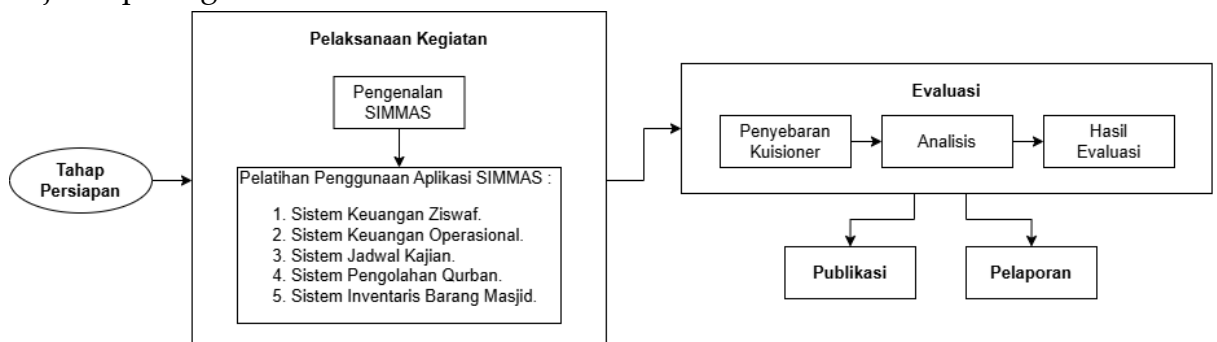 Tahap
Persiapan
Pelaksanaan Kegiatan
Pengenalan
SIMMAS
Pelatihan Penggunaan Aplikasi SIMMAS :
1. Sistem Keuangan Ziswaf.
2. Sistem Keuangan Operasional.
3. Sistem Jadwal Kajian.
4. Sistem Pengolahan Qurban.
5. Sistem Inventaris Barang Masjid.
Evaluasi
Penyebaran
Kuisioner
Analisis
Hasil
Evaluasi
Publikasi
Pelaporan